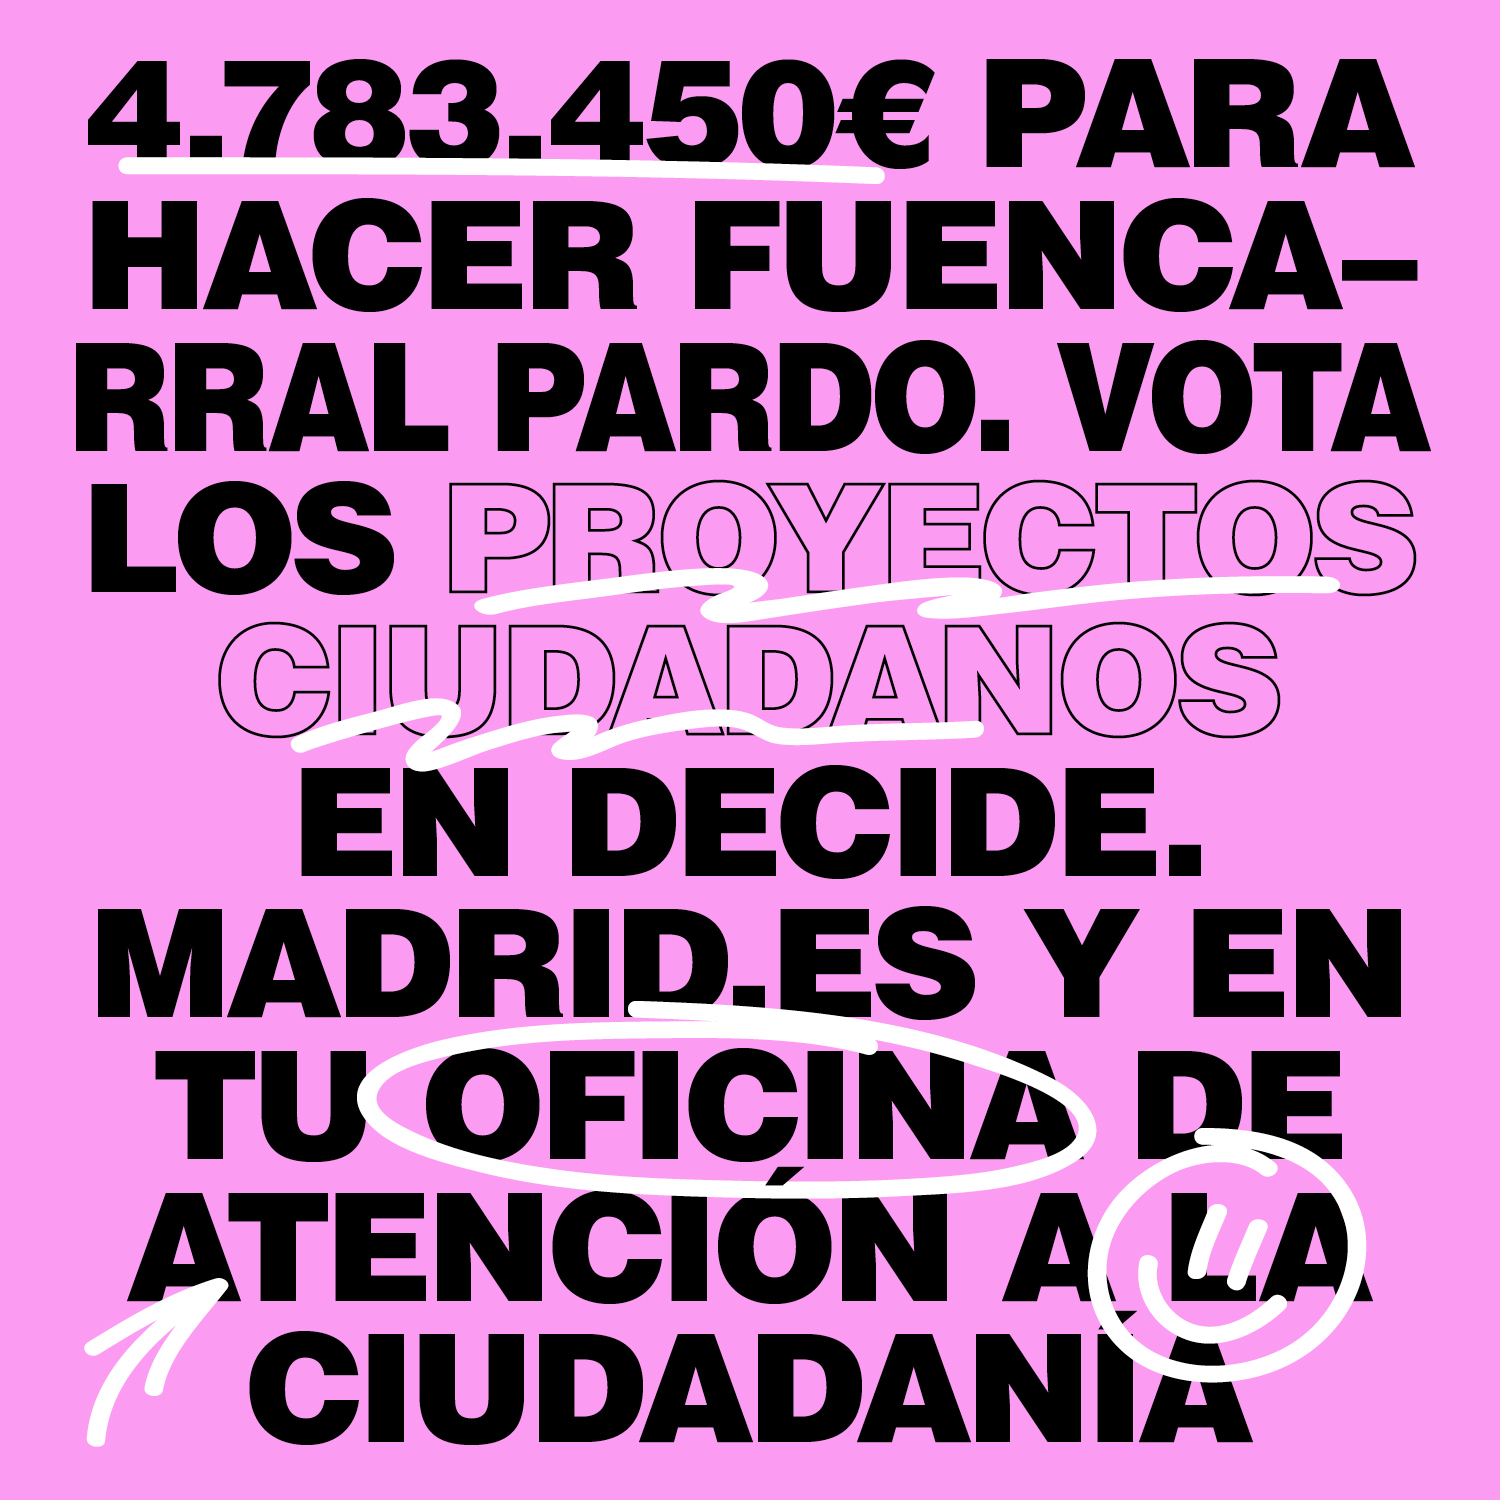 4.783.450€ PARA
HACER FUENCA–
RRAL PARDO. VOTA
LOS PROYECTOS
CIUDADANOS
EN DECIDE.
MADRID.ES Y EN
TU OFICINA DE
ATENCIÓN A LA
CIUDADANÍA